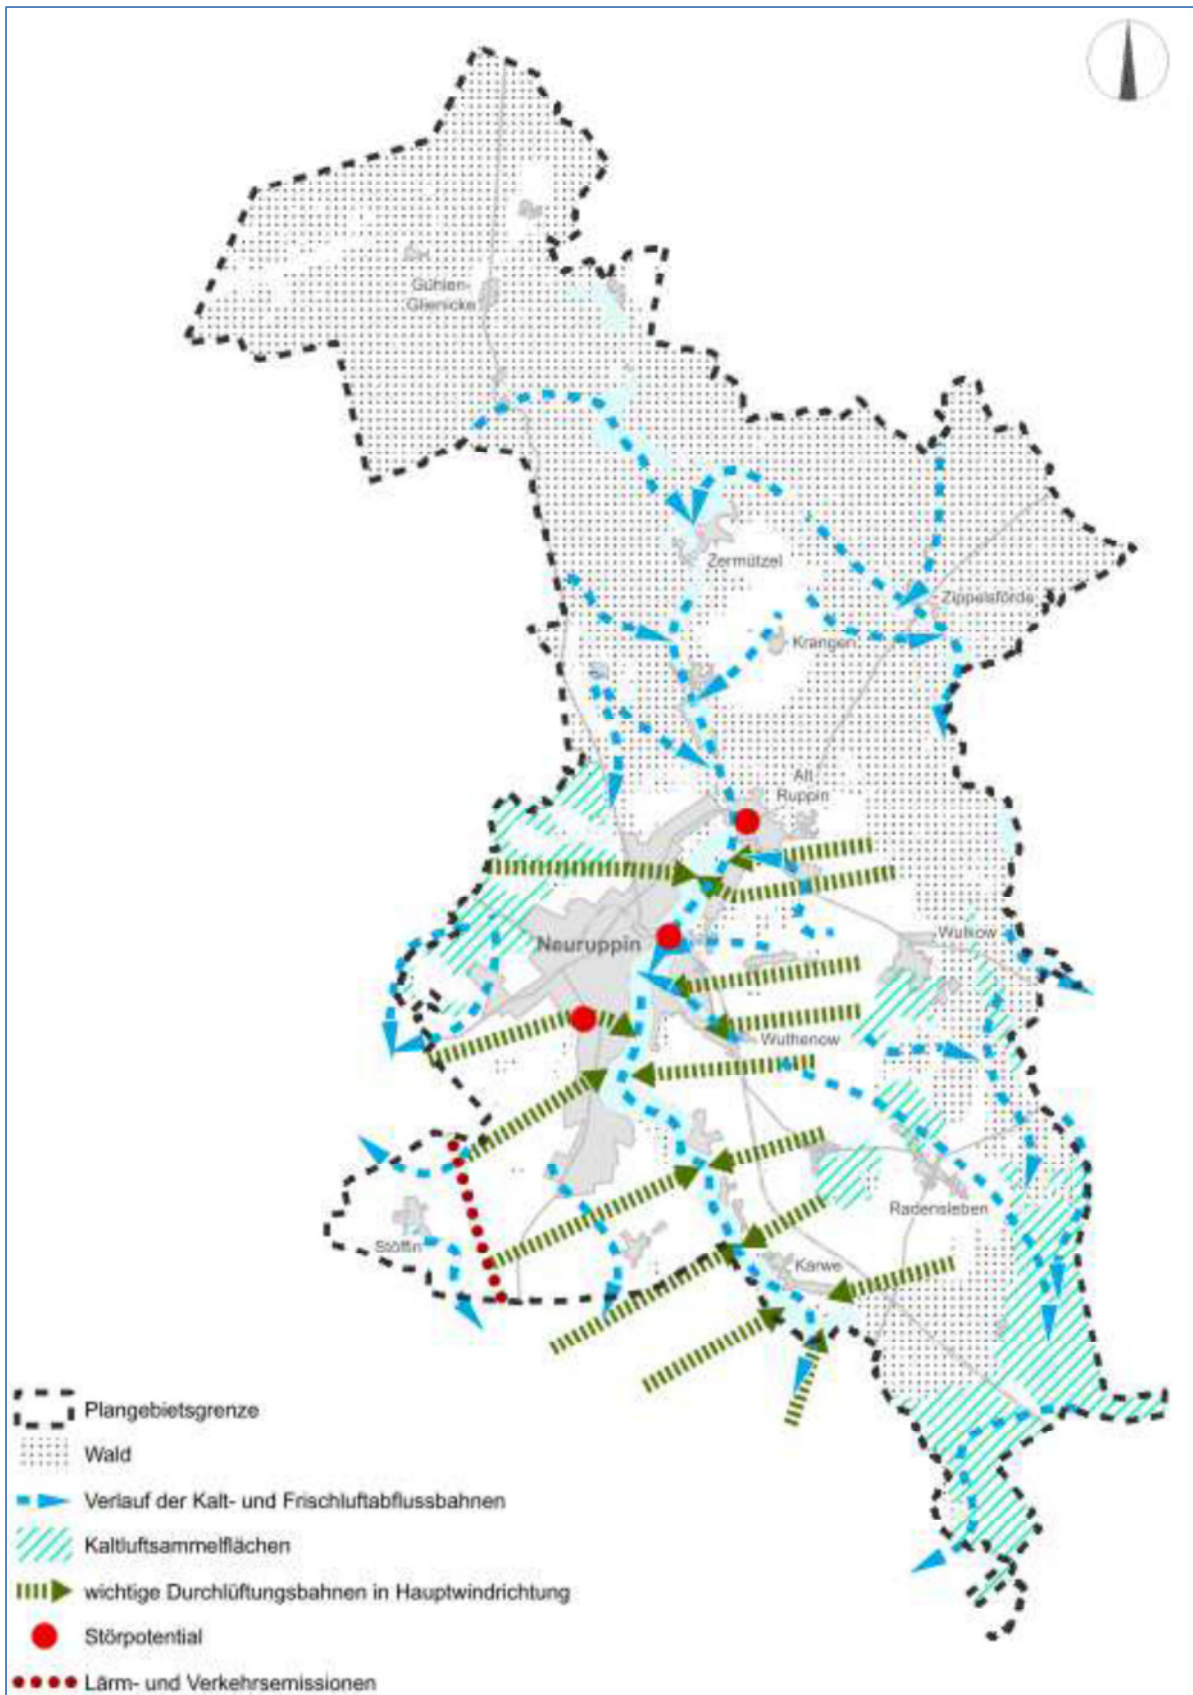 Gühlen-
Glienicke
Zermützel
Zippelsförde
Krangen
Alt
Ruppin
Neuruppin
Wulkow
Wuthenow
Radensleben
Stöffin
Karwe
Plangebietsgrenze
Wald
Verlauf der Kalt- und Frischluftabflussbahnen
Kaltluftsammelflächen
wichtige Durchlüftungsbahnen in Hauptwindrichtung
Störpotential
Lärm- und Verkehrsemissionen